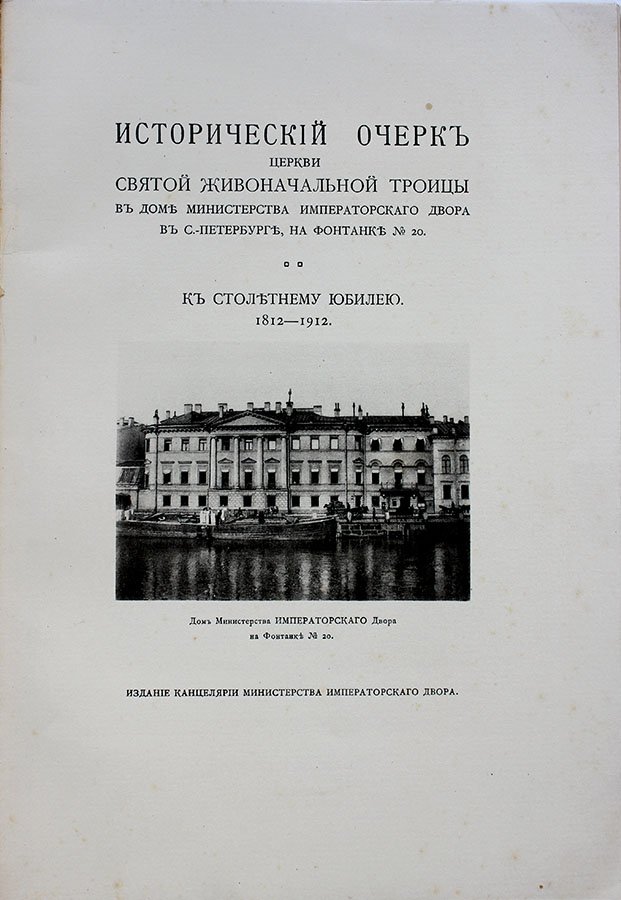 ИСТОРИЧЕСКІЙ ОЧЕРКЪ
ЦЕРКВИ
СВЯТОЙ ЖИВОНАЧАЛЬНОЙ ТРОИЦЫ
ВЪ ДОМѢ МИНИСТЕРСТВА ИМПЕРАТОРСКАГО ДВОРА
ВЪ С.-ПЕТЕРБУРГѢ, НА ФОНТАНКѢ № 20.
КЪ СТОЛѢТНЕМУ ЮБИЛЕЮ.
1812—1912.
Домъ Министерства ИМПЕРАТОРСКАГО Двора
на Фонтанкѣ № 20.
ИЗДАНІЕ КАНЦЕЛЯРІИ МИНИСТЕРСТВА ИМПЕРАТОРСКАГО ДВОРА.